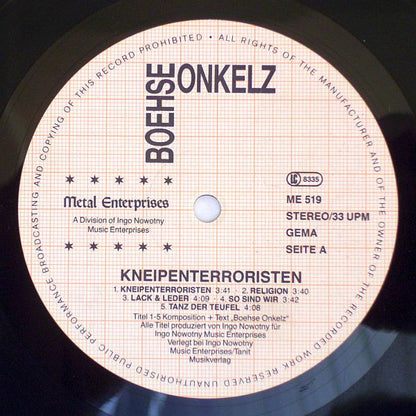 PUBLIC PERFORMANCE BROADCASTING AND COPYING OF THIS RECORD PROHIBITED • ALL RIGHTS OF THE MANUFACTURER AND OF THE OWNER OF THE RECORDED WORK RESERVED UNAUTHORISED
BOEHSE
ONKELZ
Metal Enterprises
A Division of Ingo Nowotny
Music Enterprises
LC 8335
ME 519
STEREO/33 UPM
GEMA
SEITE A
KNEIPENTERRORISTEN
1. KNEIPENTERRORISTEN 3:41 - 2. RELIGION 3:40
3. LACK & LEDER 4:09 - 4. SO SIND WIR 3:42
5. TANZ DER TEUFEL 4:08
Titel 1-5 Komposition + Text „Boehse Onkelz"
Alle Titel produziert von Ingo Nowotny für
Ingo Nowotny Music Enterprises
Verlegt bei Ingo Nowotny
Music Enterprises/Tanit
Musikverlag